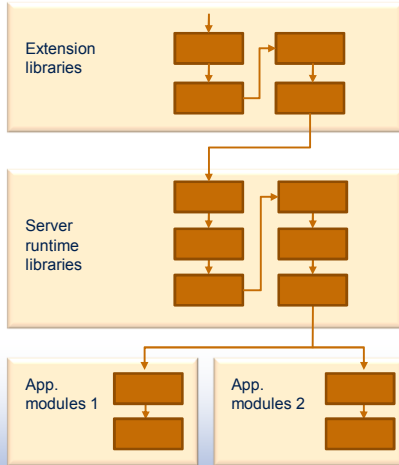 Extension
libraries
Server
runtime
libraries
App.
modules 1
App.
modules 2